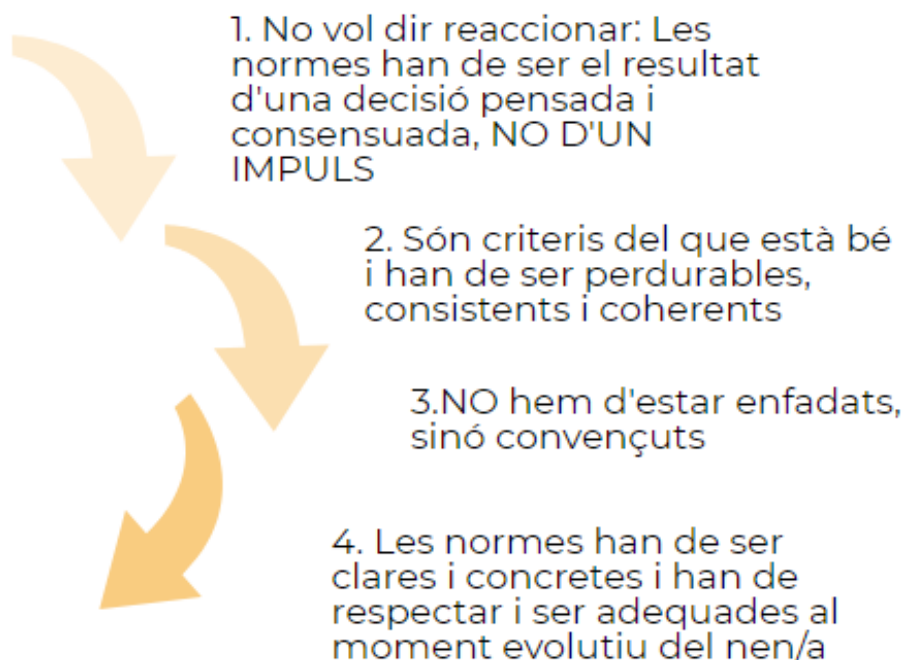 1. No vol dir reaccionar: Les
normes han de ser el resultat
d'una decisió pensada i
consensuada, NO D'UN
IMPULS
2. Són criteris del que està bé
i han de ser perdurables,
consistents i coherents
3.NO hem d'estar enfadats,
sinó convençuts
4. Les normes han de ser
clares i concretes i han de
respectar i ser adequades al
moment evolutiu del nen/a